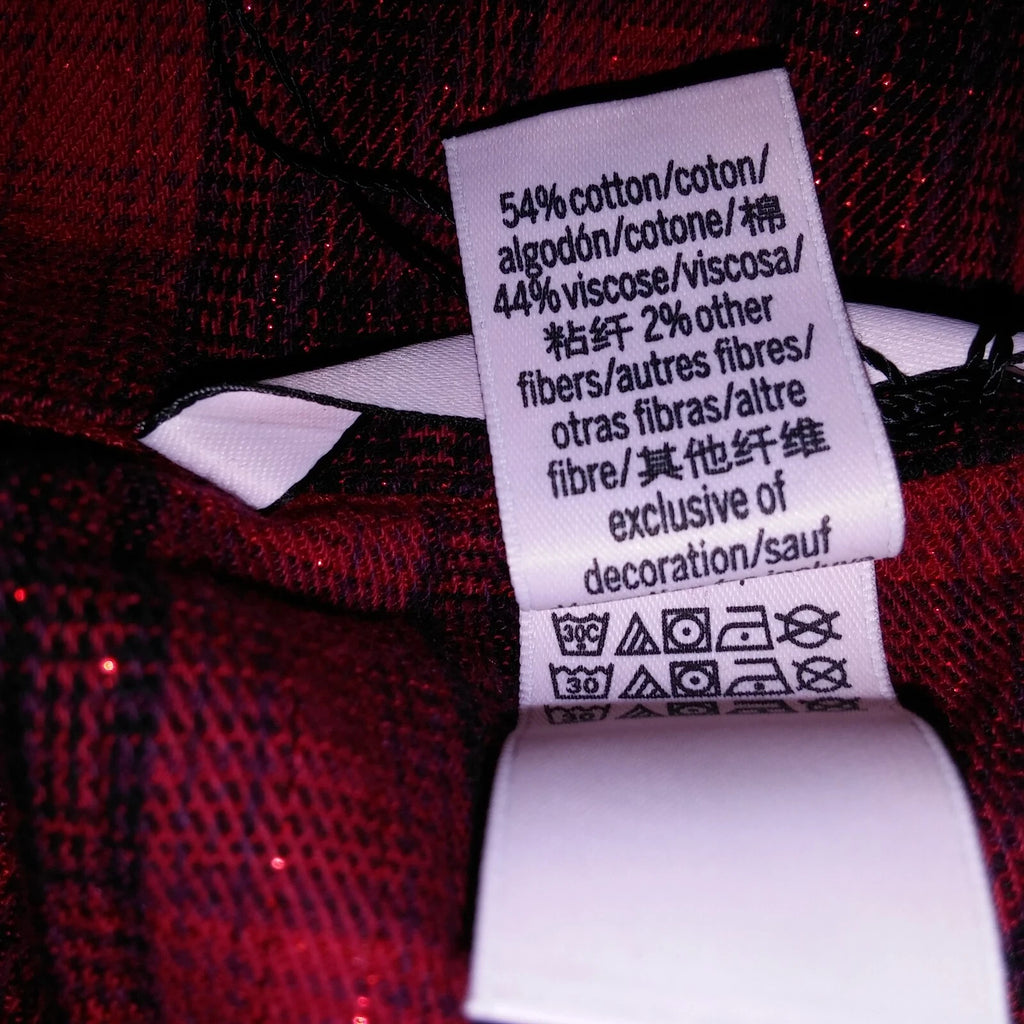 54% cotton/coton/
algodón/cotone/棉
44% viscose/viscosa/
粘纤 2% other
fibers/autres fibres/
otras fibras/altre
fibre/其他纤维
exclusive of
decoration/sauf
30C
30
30